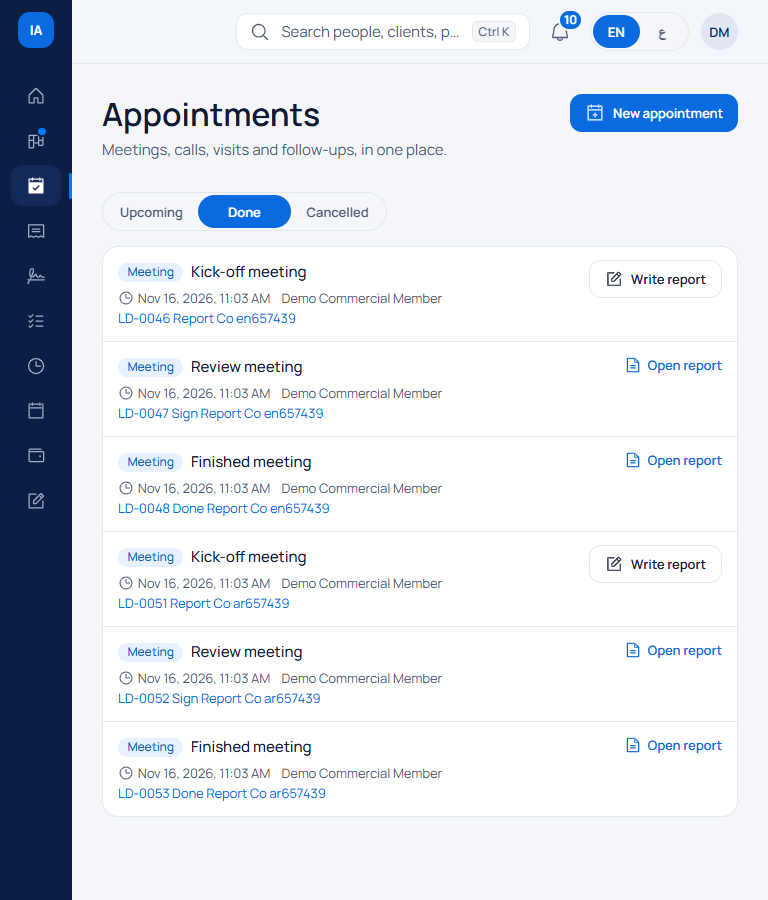 IA
Search people, clients, p... Ctrl K
10
EN ع
DM
Appointments
New appointment
Meetings, calls, visits and follow-ups, in one place.
Upcoming Done Cancelled
Meeting Kick-off meeting
Write report
Nov 16, 2026, 11:03 AM Demo Commercial Member
LD-0046 Report Co en657439
Meeting Review meeting
Open report
Nov 16, 2026, 11:03 AM Demo Commercial Member
LD-0047 Sign Report Co en657439
Meeting Finished meeting
Open report
Nov 16, 2026, 11:03 AM Demo Commercial Member
LD-0048 Done Report Co en657439
Meeting Kick-off meeting
Write report
Nov 16, 2026, 11:03 AM Demo Commercial Member
LD-0051 Report Co ar657439
Meeting Review meeting
Open report
Nov 16, 2026, 11:03 AM Demo Commercial Member
LD-0052 Sign Report Co ar657439
Meeting Finished meeting
Open report
Nov 16, 2026, 11:03 AM Demo Commercial Member
LD-0053 Done Report Co ar657439